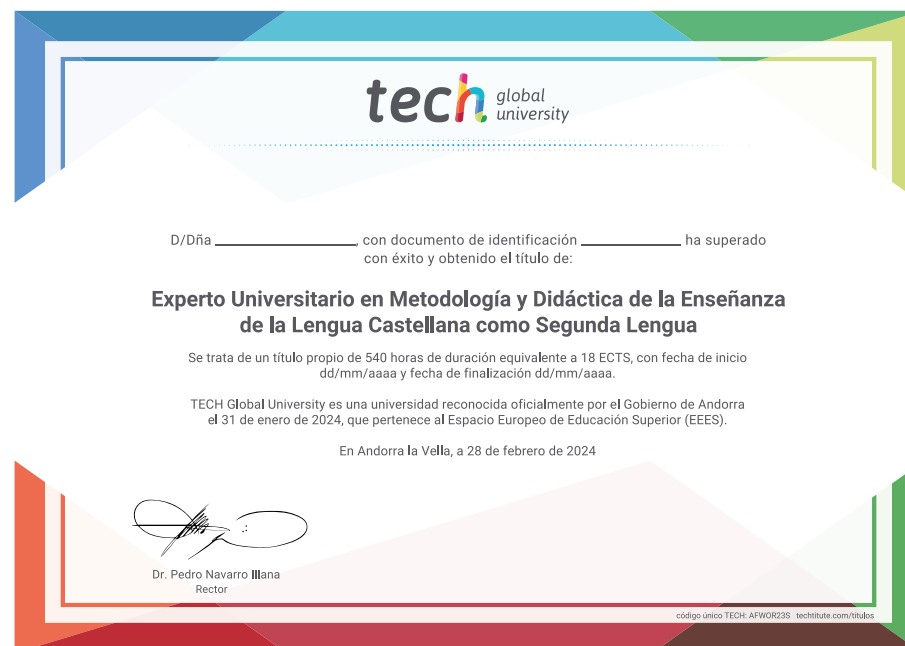 tech global university
D/Dña ____________, con documento de identificación ____________ ha superado
con éxito y obtenido el título de:
Experto Universitario en Metodología y Didáctica de la Enseñanza
de la Lengua Castellana como Segunda Lengua
Se trata de un título propio de 540 horas de duración equivalente a 18 ECTS, con fecha de inicio
dd/mm/aaaa y fecha de finalización dd/mm/aaaa.
TECH Global University es una universidad reconocida oficialmente por el Gobierno de Andorra
el 31 de enero de 2024, que pertenece al Espacio Europeo de Educación Superior (EEES).
En Andorra la Vella, a 28 de febrero de 2024
Dr. Pedro Navarro Illana
Rector
código único TECH: AFWOR23S techtitute.com/titulos